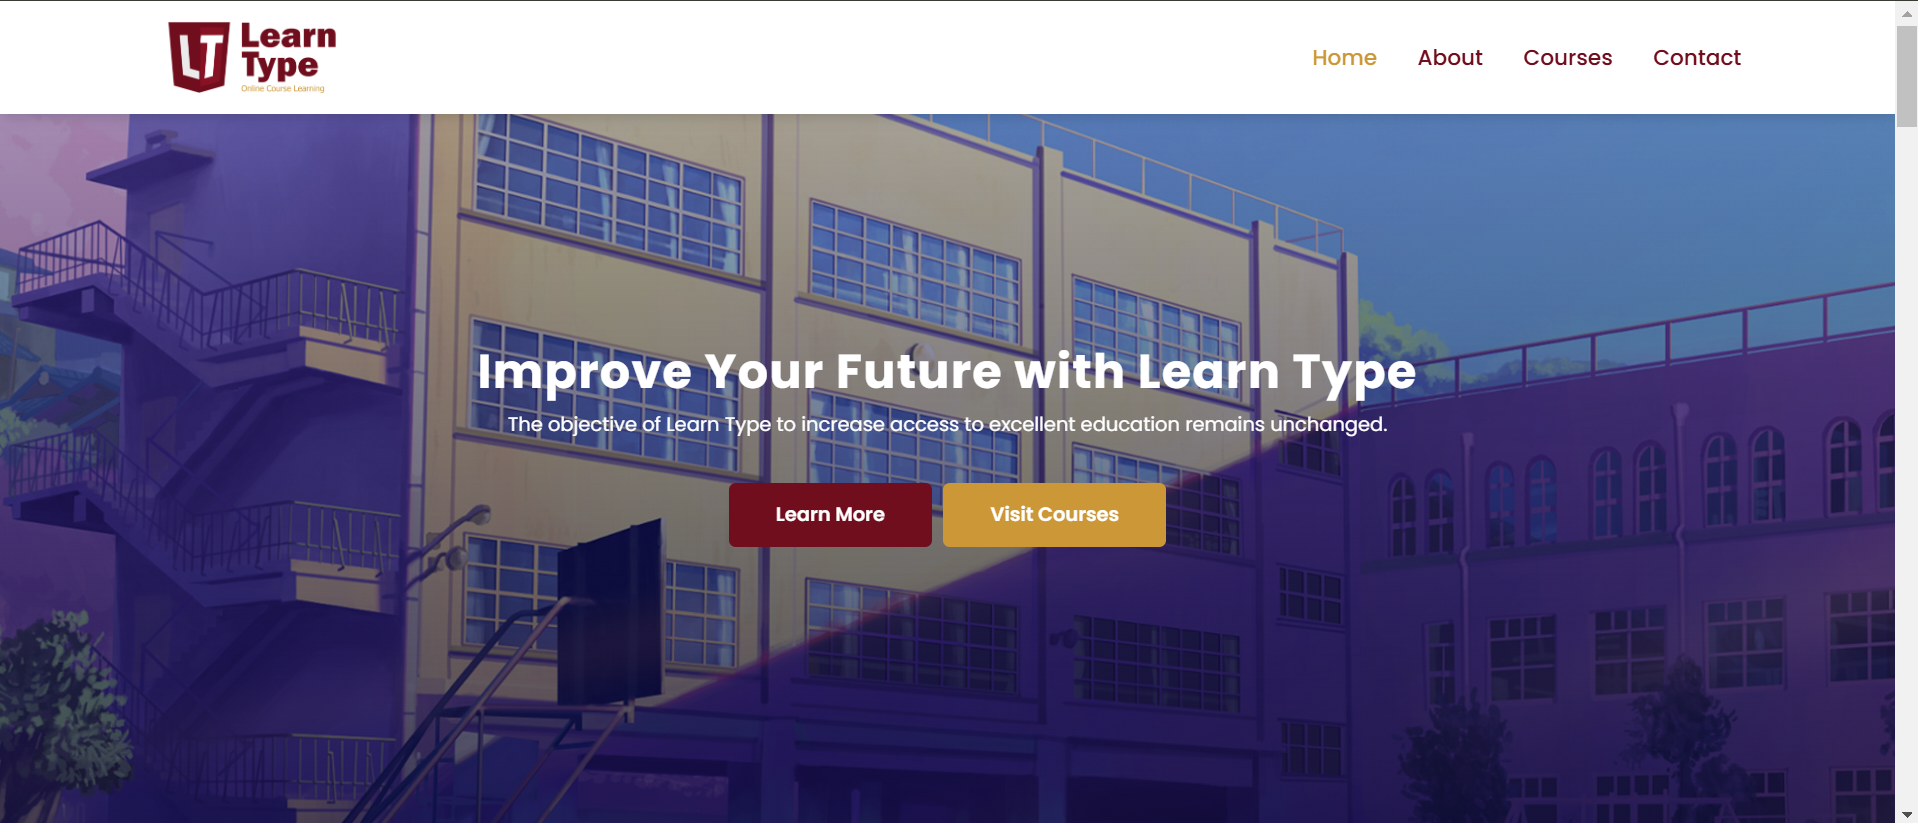 LT
Learn
Type
Online Course Learning
Home About Courses Contact
Improve Your Future with Learn Type
The objective of Learn Type to increase access to excellent education remains unchanged.
Learn More Visit Courses